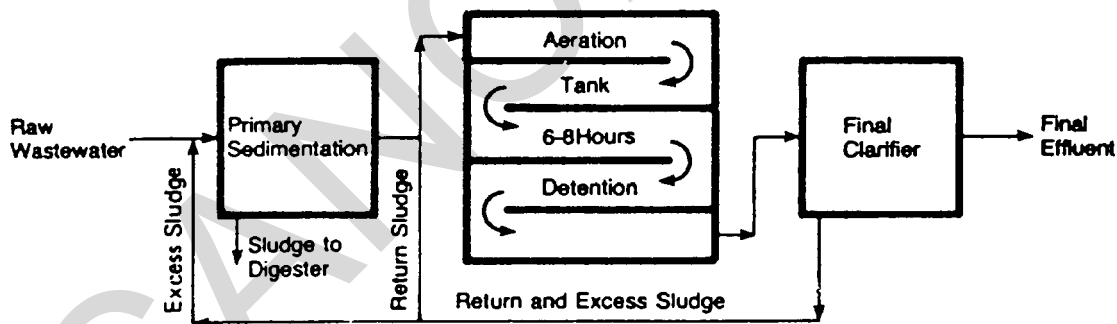 Raw
Wastewater
Excess Sludge
Primary
Sedimentation
Sludge to
Digester
Return Sludge
Aeration
Tank
6-8Hours
Detention
Return and Excess Sludge
Final
Clarifier
Final
Effluent